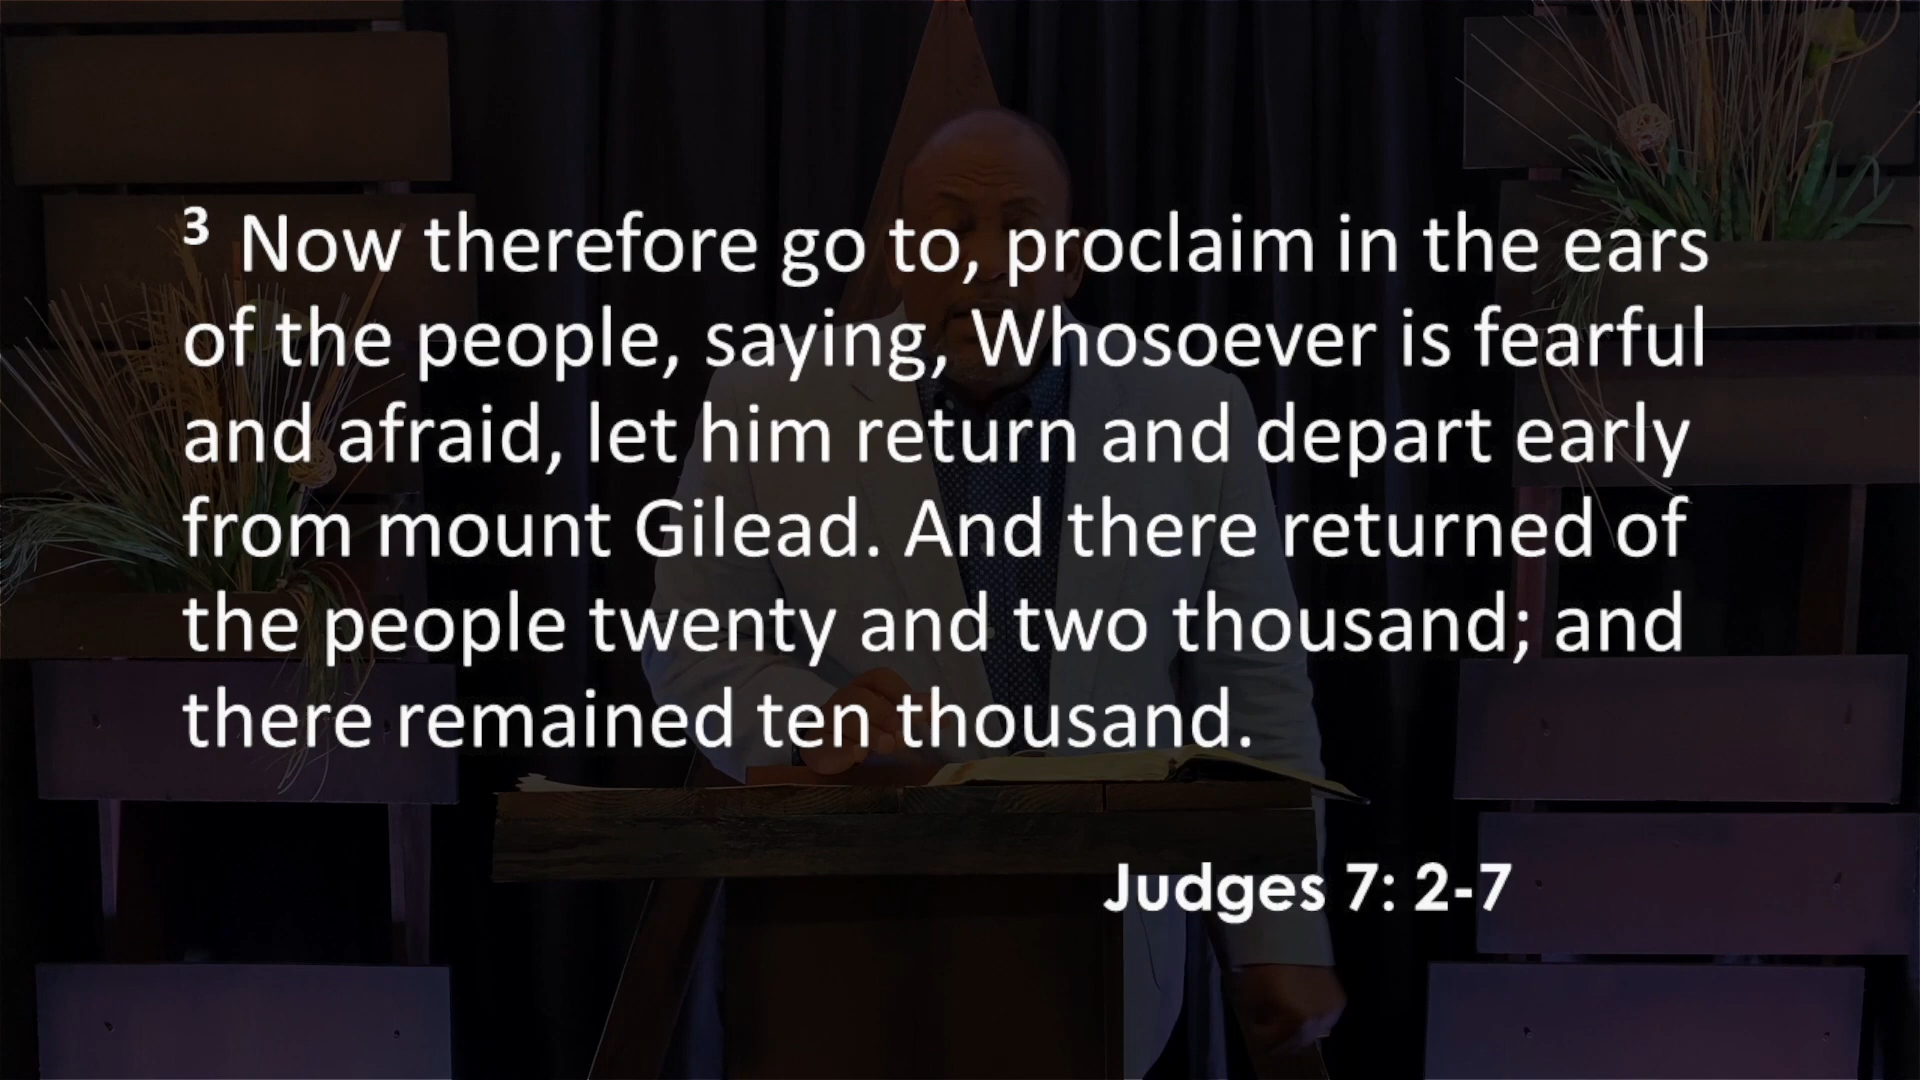 3 Now therefore go to, proclaim in the ears
of the people, saying, Whosoever is fearful
and afraid, let him return and depart early
from mount Gilead. And there returned of
the people twenty and two thousand; and
there remained ten thousand.
Judges 7: 2-7